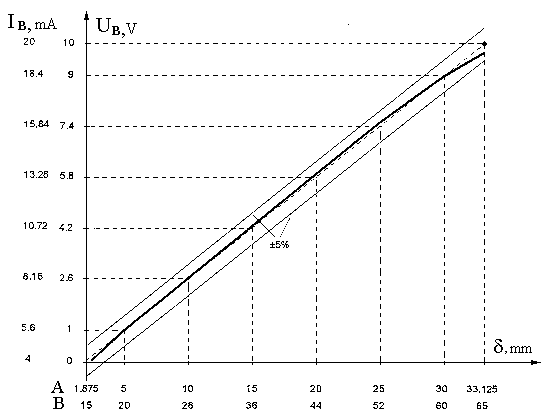 I B, mA U B, V
20 10
18.4 9
15,84 7.4
13.28 5.8
10.72 4.2
±5%
8.16 2.6
5.6 1
4 0 δ, mm
A 1.875 5 10 15 20 25 30 33,125
B 15 20 26 36 44 52 60 65